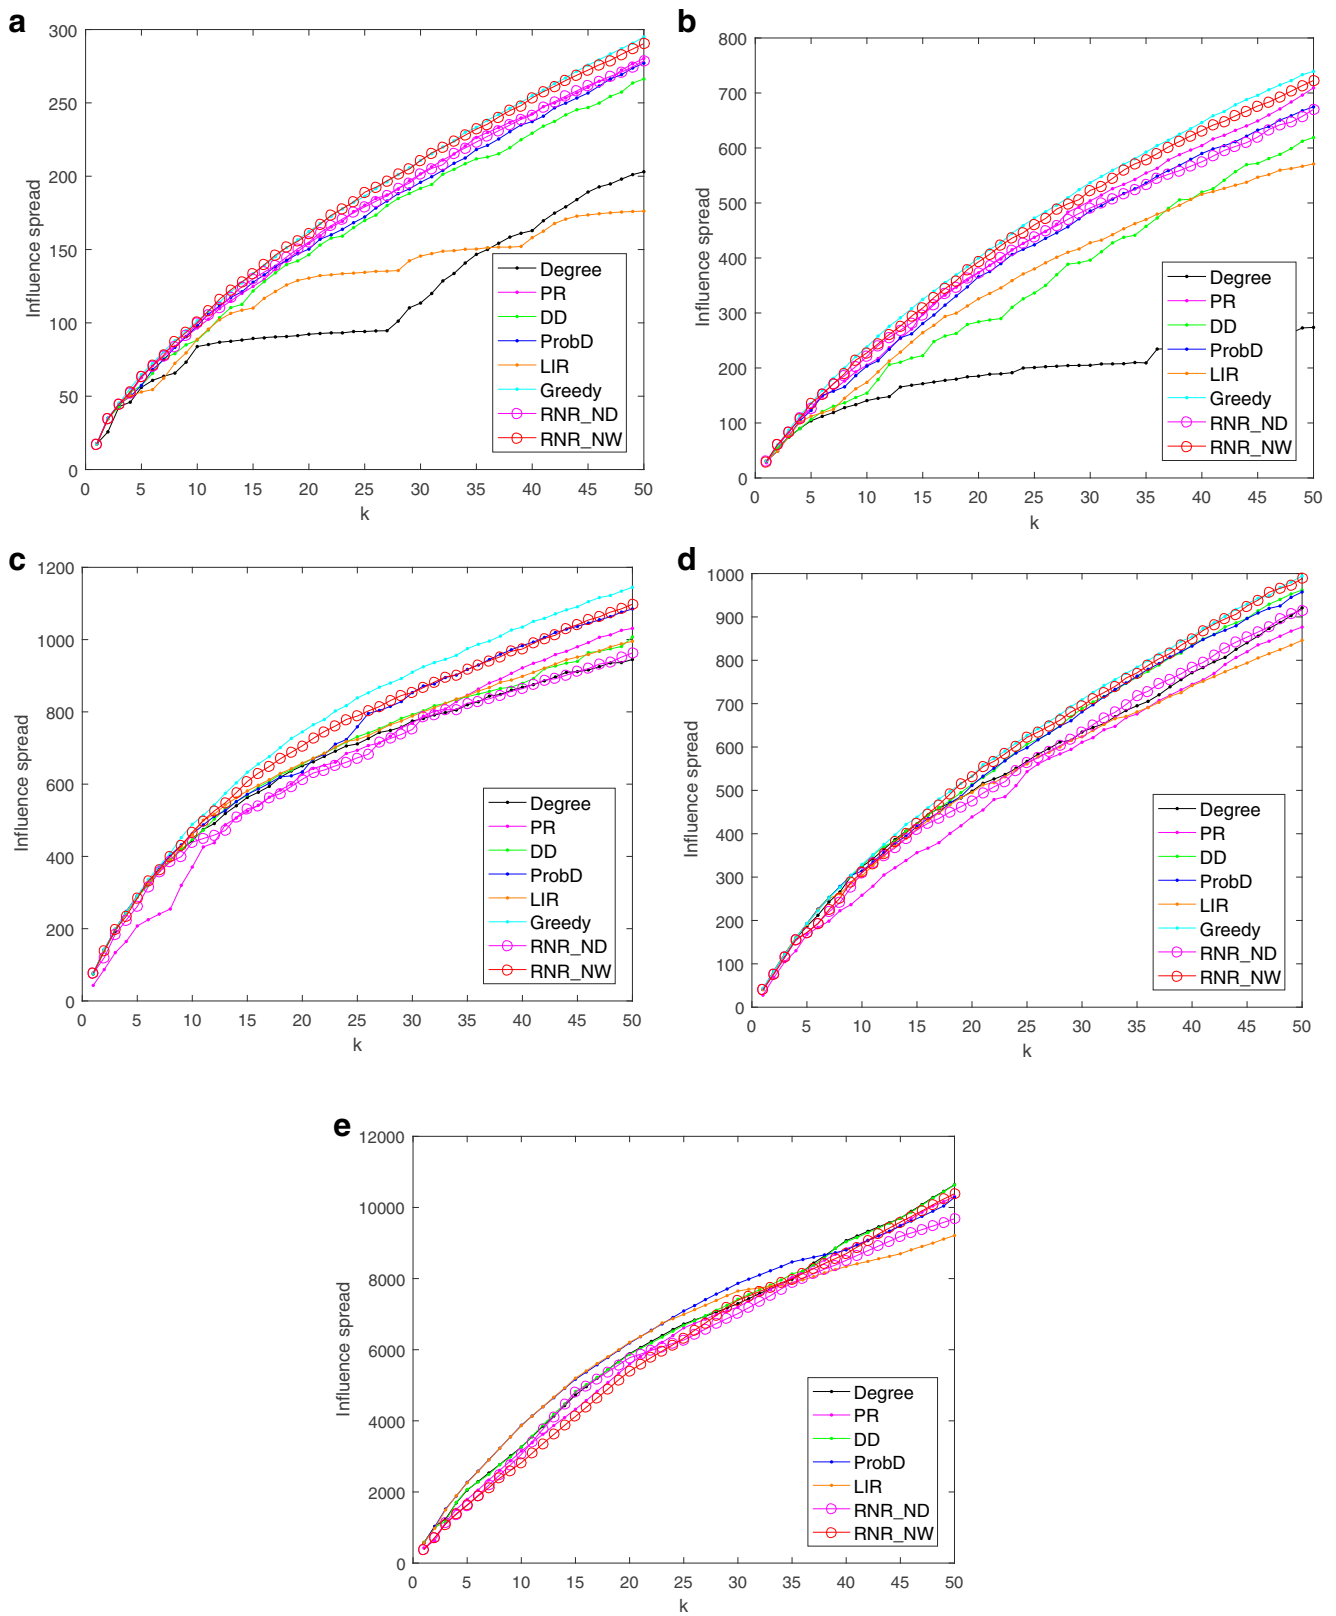 a
300
250
200
150
100
50
0
0 5 10 15 20 25 30 35 40 45 50
Influence spread
k
Degree
PR
DD
ProbD
LIR
Greedy
RNR_ND
RNR_NW
b
800
700
600
500
400
300
200
100
0
0 5 10 15 20 25 30 35 40 45 50
Influence spread
k
Degree
PR
DD
ProbD
LIR
Greedy
RNR_ND
RNR_NW
c
1200
1000
800
600
400
200
0
0 5 10 15 20 25 30 35 40 45 50
Influence spread
k
Degree
PR
DD
ProbD
LIR
Greedy
RNR_ND
RNR_NW
d
1000
900
800
700
600
500
400
300
200
100
0
0 5 10 15 20 25 30 35 40 45 50
Influence spread
k
Degree
PR
DD
ProbD
LIR
Greedy
RNR_ND
RNR_NW
e
12000
10000
8000
6000
4000
2000
0
0 5 10 15 20 25 30 35 40 45 50
Influence spread
k
Degree
PR
DD
ProbD
LIR
RNR_ND
RNR_NW